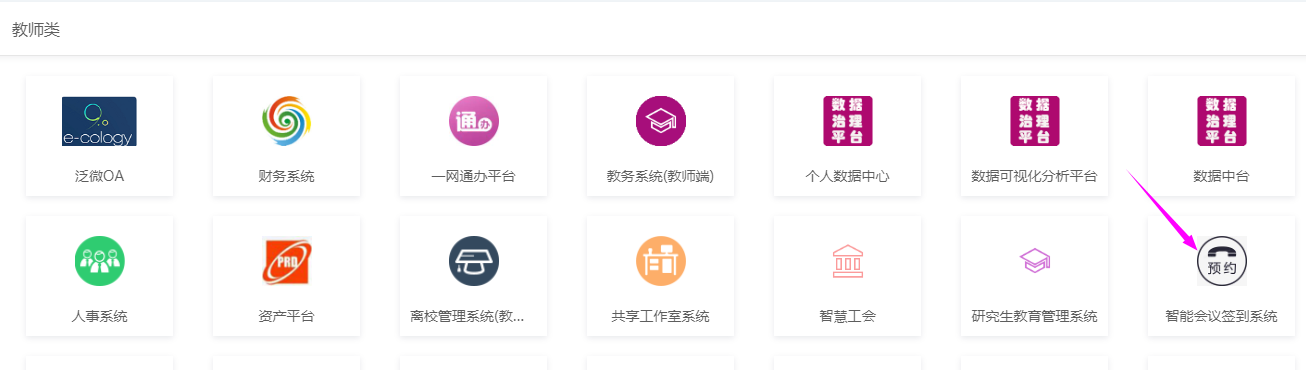 教师类
e-cology
泛微OA
财务系统
通办
一网通办平台
教务系统(教师端)
数据
治理
平台
个人数据中心
数据
治理
平台
数据可视化分析平台
数据
治理
平台
数据中台
人事系统
PRD
资产平台
离校管理系统(教...
共享工作室系统
智慧工会
研究生教育管理系统
预约
智能会议签到系统